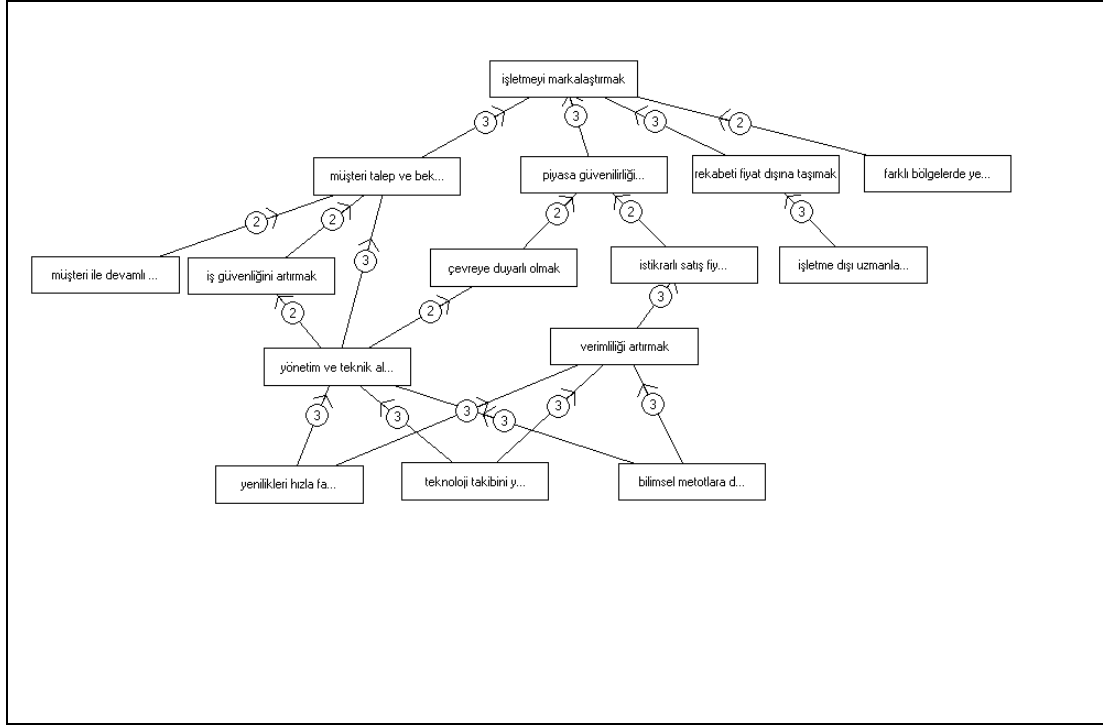 işletmeyi markalaştırmak
3
3
3
2
müşteri talep ve bek...
piyasa güvenilirliği...
rekabeti fiyat dışına taşımak
farklı bölgelerde ye...
2
2
2
2
3
3
müşteri ile devamlı ...
iş güvenliğini artırmak
çevreye duyarlı olmak
istikrarlı satış fiy...
işletme dışı uzmanla...
2
2
3
yönetim ve teknik al...
verimliliği artırmak
3
3
3
3
3
3
yenilikleri hızla fa...
teknoloji takibini y...
bilimsel metotlara d...